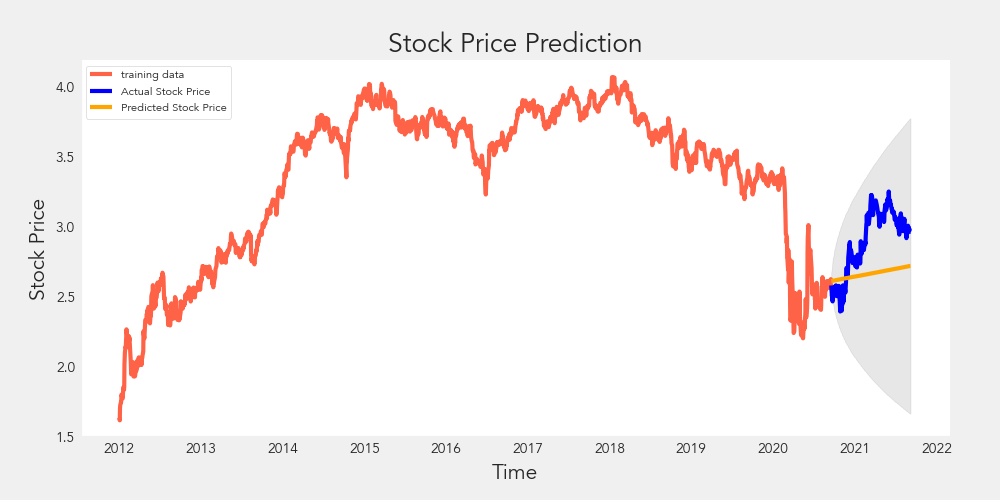 Stock Price Prediction
training data
Actual Stock Price
Predicted Stock Price
4.0
3.5
3.0
2.5
2.0
1.5
Stock Price
2012 2013 2014 2015 2016 2017 2018 2019 2020 2021 2022
Time